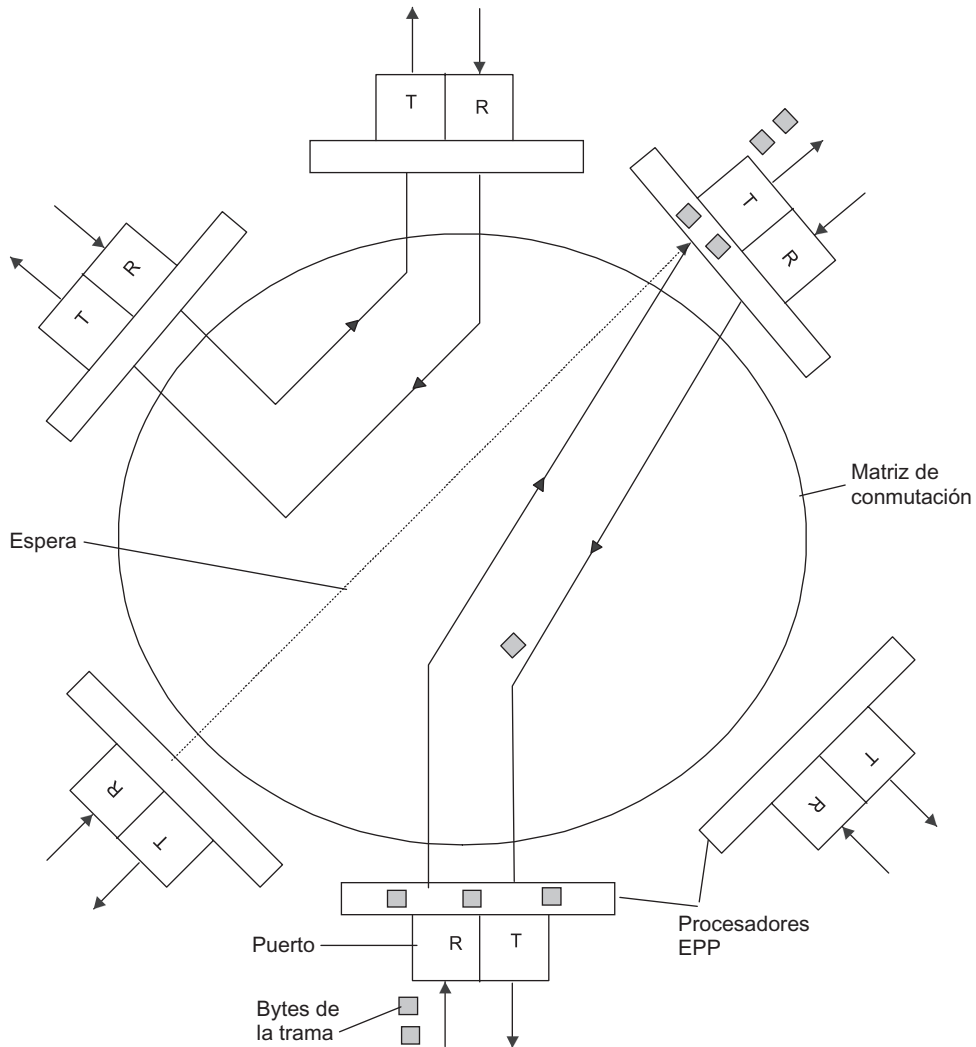 T
R
T
R
R
T
R
Matriz de
conmutación
Espera
T
R
R
T
Procesadores
EPP
Puerto
R
T
Bytes de
la trama